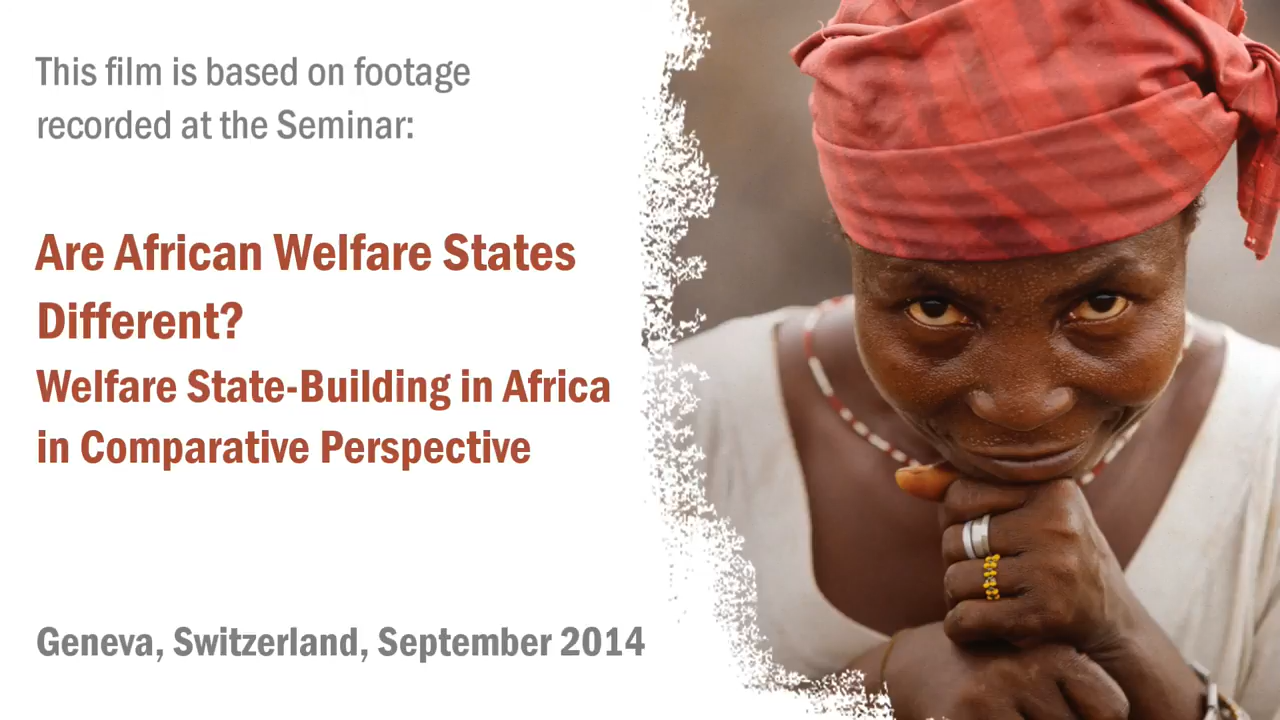 This film is based on footage
recorded at the Seminar:
Are African Welfare States
Different?
Welfare State-Building in Africa
in Comparative Perspective
Geneva, Switzerland, September 2014